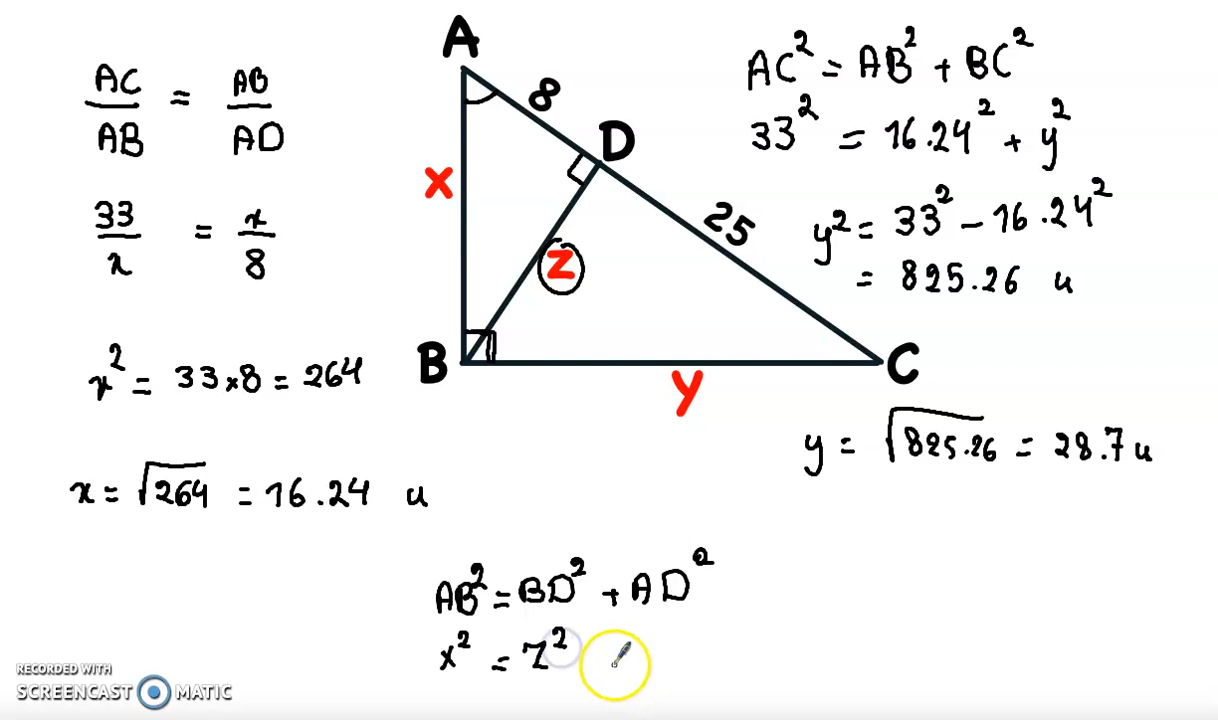 AC/AB = AB/AD
33/x = x/8
x² = 33×8 = 264
x = √264 = 16.24 u
A
8
D
x
25
z
B
C
y
AC² = AB² + BC²
33² = 16.24² + y²
y² = 33² - 16.24²
= 825.26 u
y = √825.26 = 28.7 u
AB² = BD² + AD²
x² = z²
RECORDED WITH
SCREENCAST MATIC